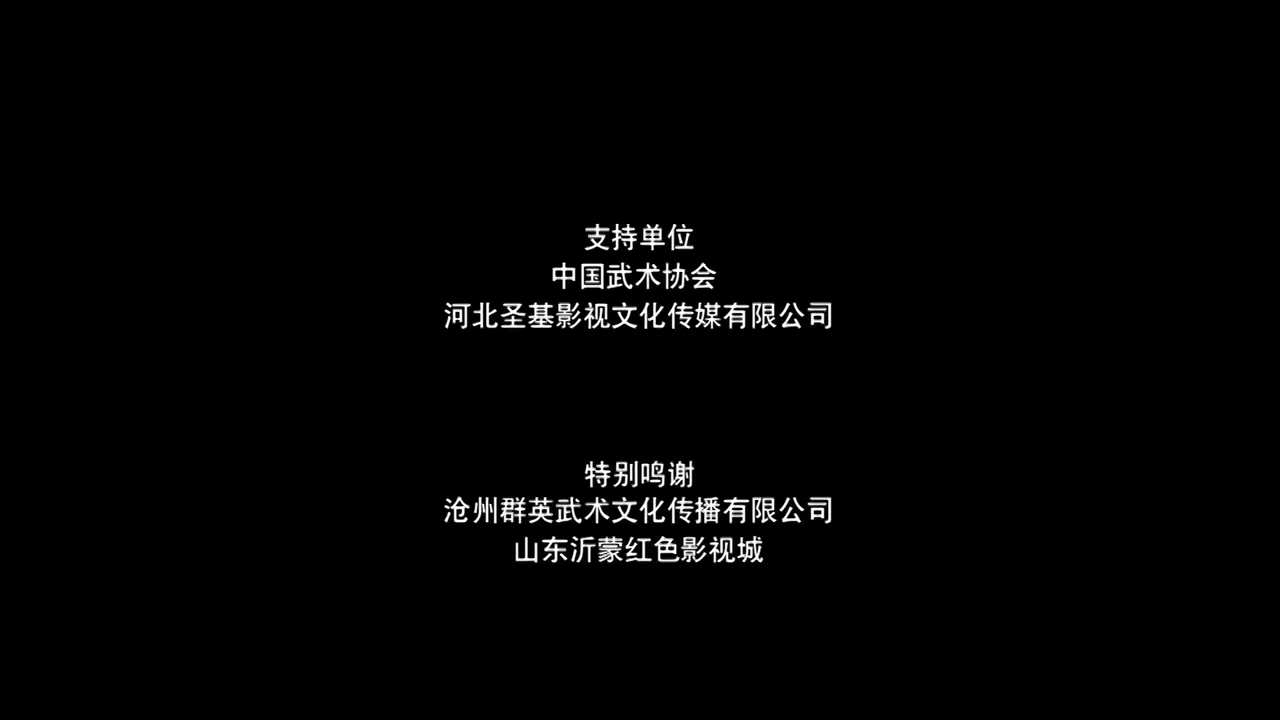 支持单位
中国武术协会
河北圣基影视文化传媒有限公司
特别鸣谢
沧州群英武术文化传播有限公司
山东沂蒙红色影视城